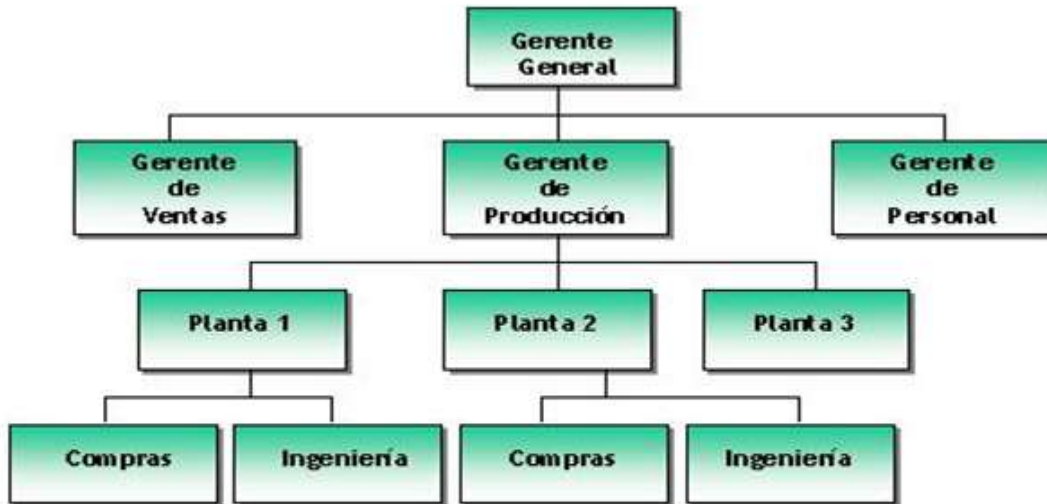 Gerente
General
Gerente
de
Ventas
Gerente
de
Producción
Gerente
de
Personal
Planta 1
Planta 2
Planta 3
Compras
Ingeniería
Compras
Ingeniería